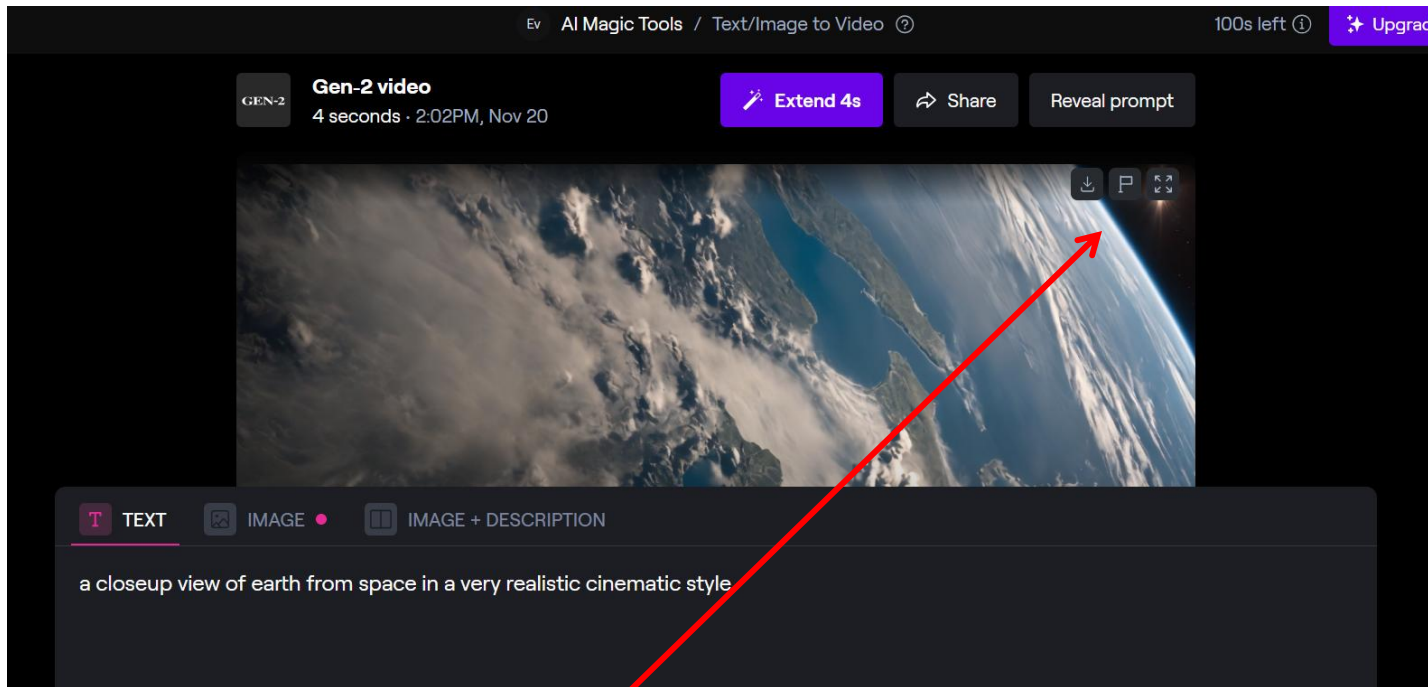 Ev AI Magic Tools / Text/Image to Video 100s left
GEN-2
Gen-2 video
4 seconds · 2:02PM, Nov 20
Extend 4s
Share
Reveal prompt
T TEXT
IMAGE
IMAGE + DESCRIPTION
a closeup view of earth from space in a very realistic cinematic style